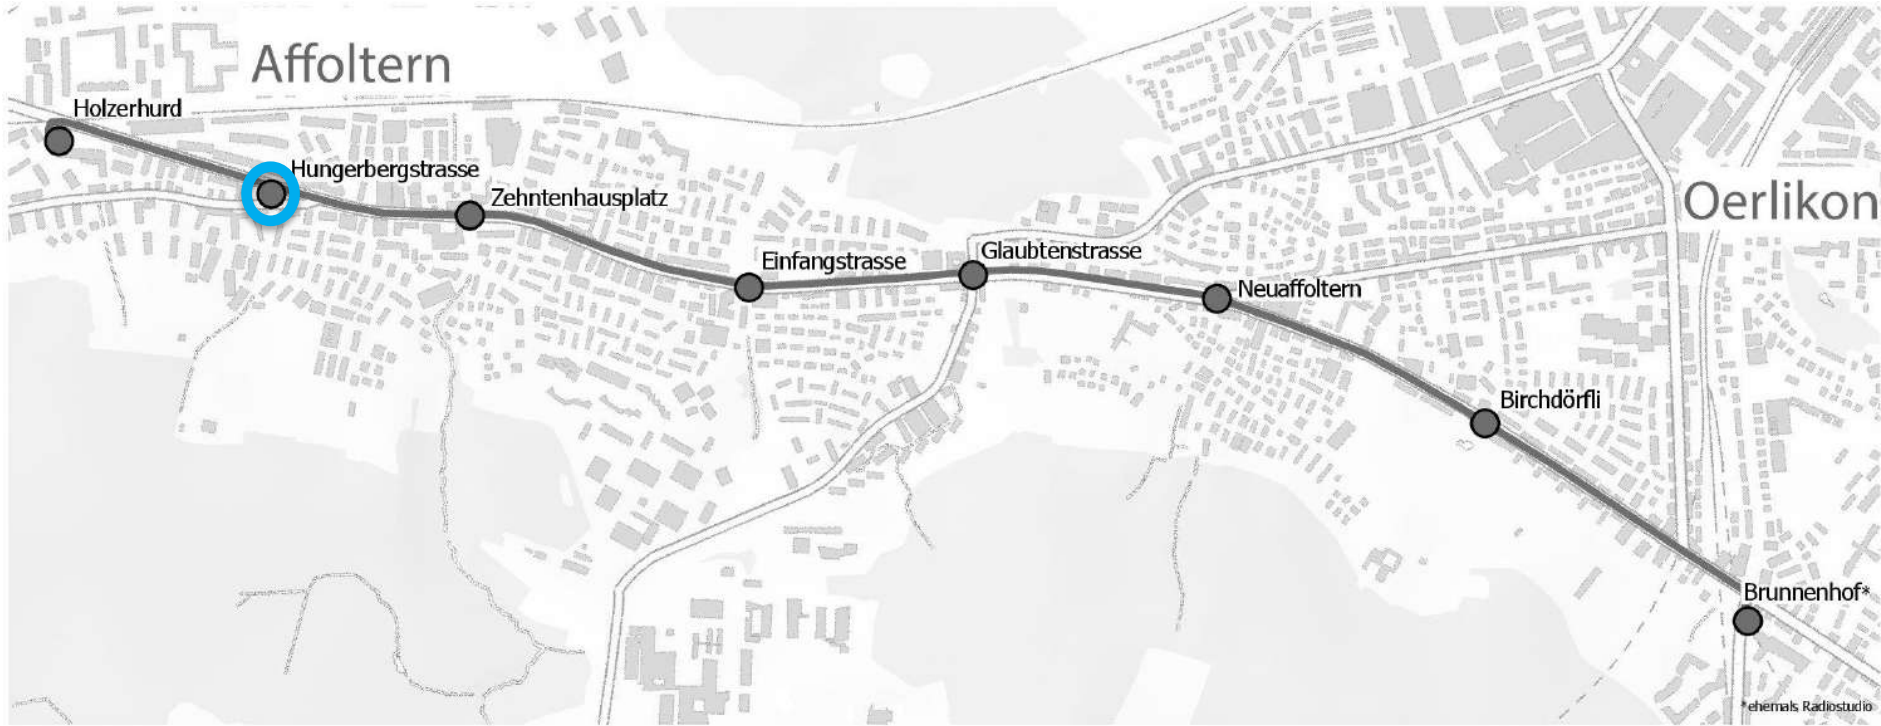 Affoltern
Holzerhurd
Hungerbergstrasse
Zehntenhausplatz
Oerlikon
Einfangstrasse
Glaubtenstrasse
Neuaffoltern
Birchdörfli
Brunnenhof*
*ehemals Radiostudio